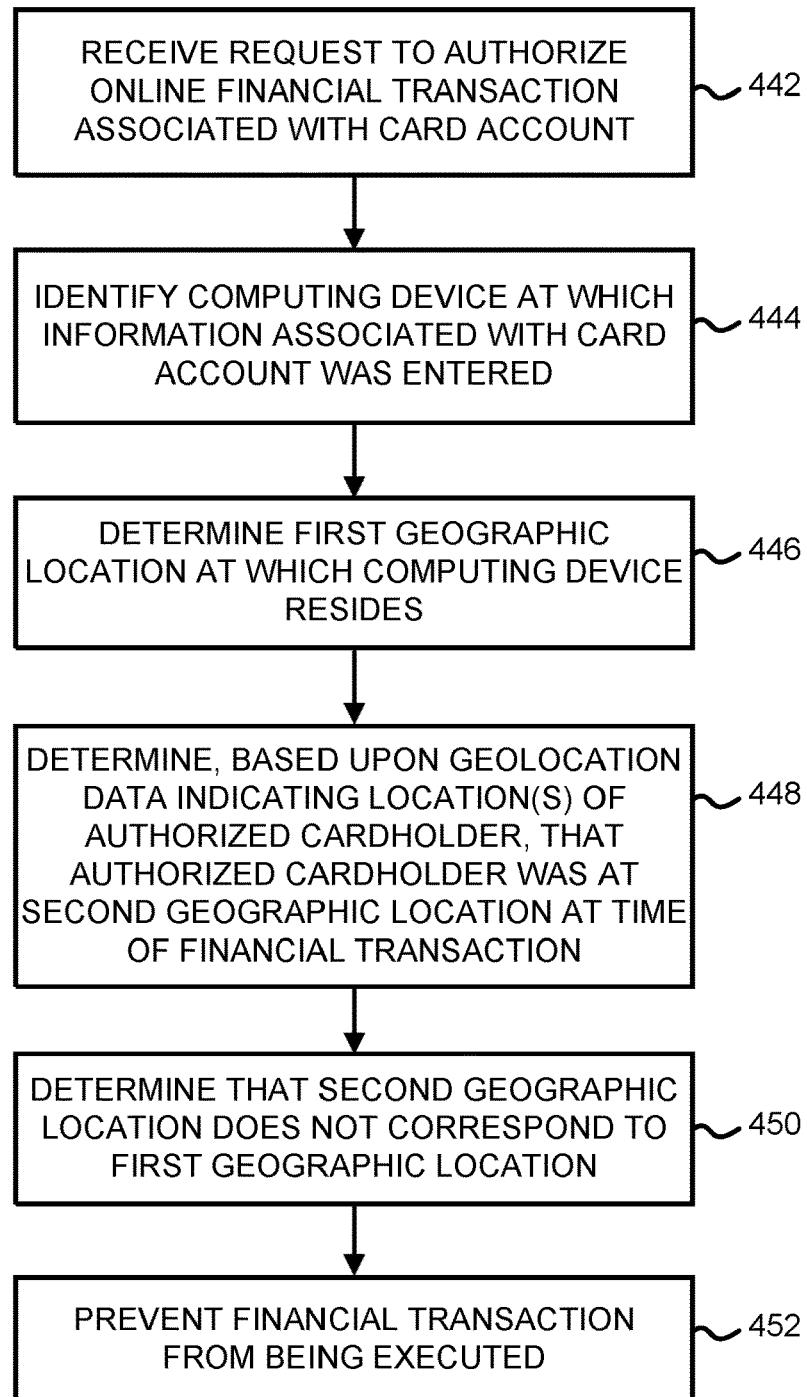 RECEIVE REQUEST TO AUTHORIZE
ONLINE FINANCIAL TRANSACTION
ASSOCIATED WITH CARD ACCOUNT
442
IDENTIFY COMPUTING DEVICE AT WHICH
INFORMATION ASSOCIATED WITH CARD
ACCOUNT WAS ENTERED
444
DETERMINE FIRST GEOGRAPHIC
LOCATION AT WHICH COMPUTING DEVICE
RESIDES
446
DETERMINE, BASED UPON GEOLOCATION
DATA INDICATING LOCATION(S) OF
AUTHORIZED CARDHOLDER, THAT
AUTHORIZED CARDHOLDER WAS AT
SECOND GEOGRAPHIC LOCATION AT TIME
OF FINANCIAL TRANSACTION
448
DETERMINE THAT SECOND GEOGRAPHIC
LOCATION DOES NOT CORRESPOND TO
FIRST GEOGRAPHIC LOCATION
450
PREVENT FINANCIAL TRANSACTION
FROM BEING EXECUTED
452